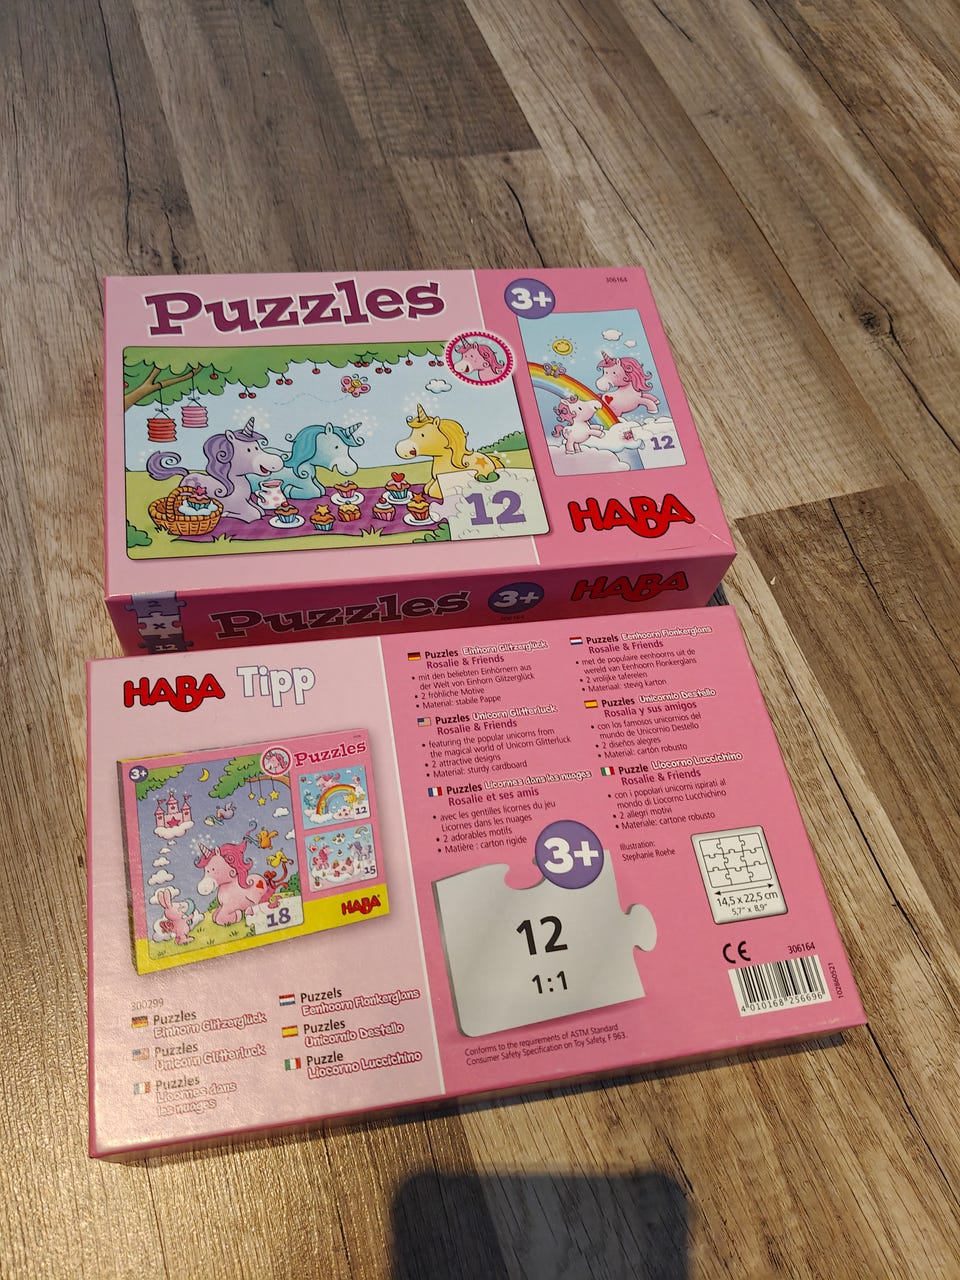 Puzzles
3+
306164
12
12
HABA
2
x
12
Puzzles
3+
HABA
306164
HABA Tipp
3+
Puzzles
12
15
18
HABA
300299
Puzzles
Einhorn Glitzerglück
Puzzles
Unicorn Glitterluck
Puzzles
Licornes dans
les nuages
Puzzels
Eenhoorn Flonkerglans
Puzzles
Unicornio Destello
Puzzle
Liocorno Luccichino
Puzzles Einhorn Glitzerglück
Rosalie & Friends
• mit den beliebten Einhörnern aus
der Welt von Einhorn Glitzerglück
• 2 fröhliche Motive
• Material: stabile Pappe
Puzzles Unicorn Glitterluck
Rosalie & Friends
• featuring the popular unicorns from
the magical world of Unicorn Glitterluck
• 2 attractive designs
• Material: sturdy cardboard
Puzzles Licornes dans les nuages
Rosalie et ses amis
• avec les gentilles licornes du jeu
Licornes dans les nuages
• 2 adorables motifs
• Matière : carton rigide
Puzzels Eenhoorn Flonkerglans
Rosalie & Friends
• met de populaire eenhoorns uit de
wereld van Eenhoorn Flonkerglans
• 2 vrolijke taferelen
• Materiaal: stevig karton
Puzzles Unicornio Destello
Rosalia y sus amigos
• con los famosos unicornios del
mundo de Unicornio Destello
• 2 diseños alegres
• Material: cartón robusto
Puzzle Liocorno Luccichino
Rosalie & Friends
• con i popolari unicorni ispirati al
mondo di Liocorno Lucchichino
• 2 allegri motivi
• Materiale: cartone robusto
Illustration:
Stephanie Roehe
3+
12
1:1
14,5 x 22,5 cm
5.7" x 8.9"
CE
306164
4 010168 256696
Conforms to the requirements of ASTM Standard
Consumer Safety Specification on Toy Safety, F 963.